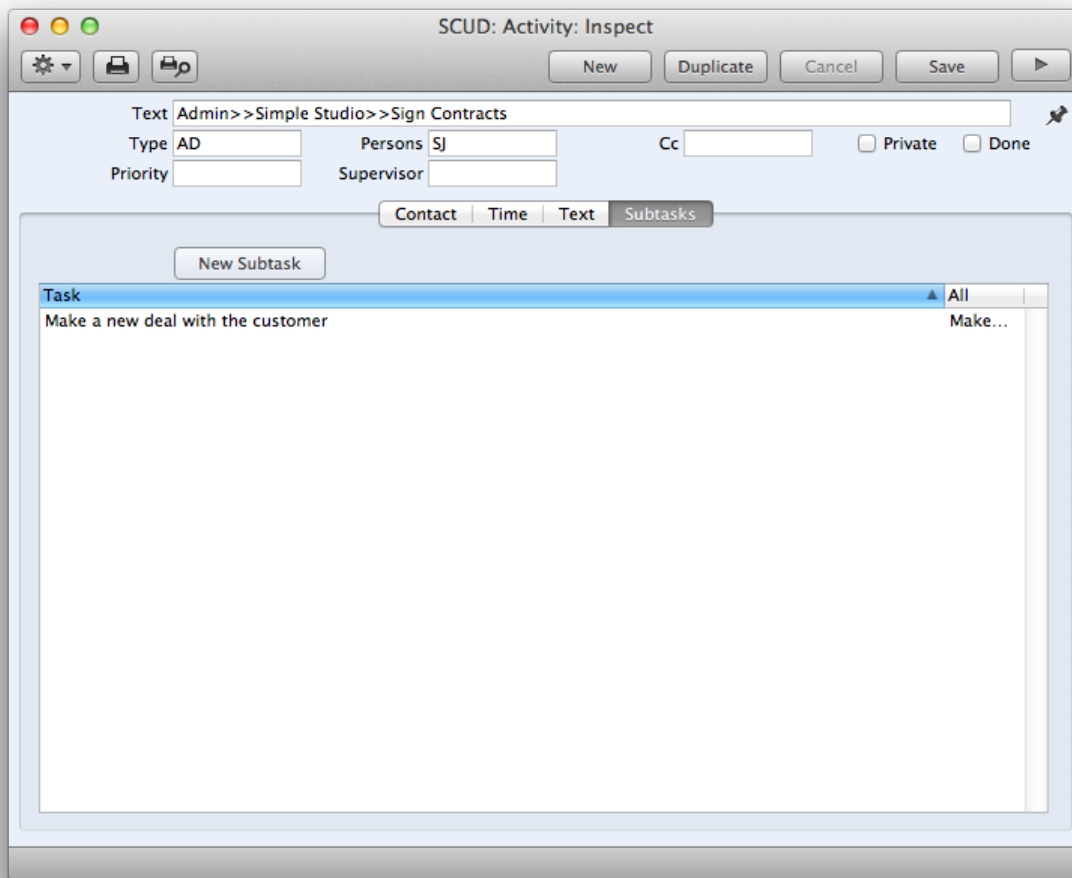 SCUD: Activity: Inspect
New Duplicate Cancel Save
Text Admin>>Simple Studio>>Sign Contracts
Type AD Persons SJ Cc Private Done
Priority Supervisor
Contact Time Text Subtasks
New Subtask
Task All
Make a new deal with the customer Make...